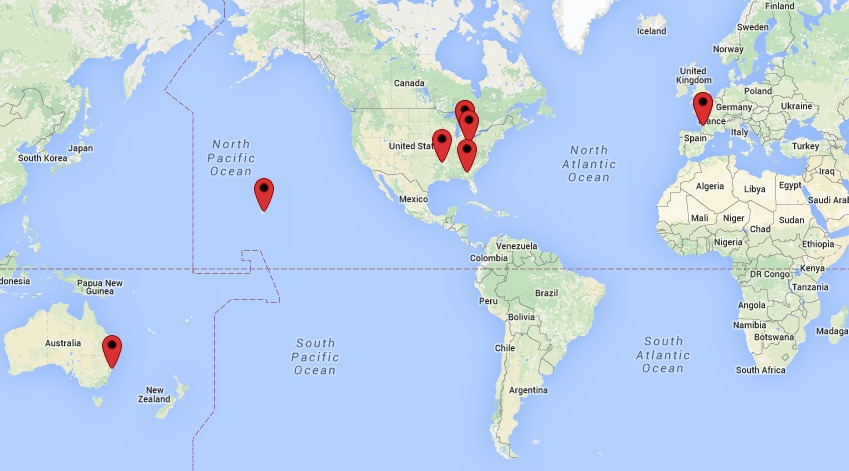 Finland
Iceland
Sweden
Norway
Canada
United
Kingdom
Poland
Germany
Ukraine
France
United States
Italy
Spain
Turkey
Japan
South Korea
North
Pacific
Ocean
North
Atlantic
Ocean
Iraq
Algeria
Libya
Egypt
Saudi Arab
Mexico
Mali
Niger
Sudan
Chad
Nigeria
Ethiopia
Venezuela
Colombia
Kenya
DR Congo
donesia
Papua New
Guinea
Tanzania
Peru
Brazil
Angola
Bolivia
Namibia
Madaga
Botswana
Australia
South
Pacific
Ocean
Chile
South
Atlantic
Ocean
South Africa
New
Zealand
Argentina